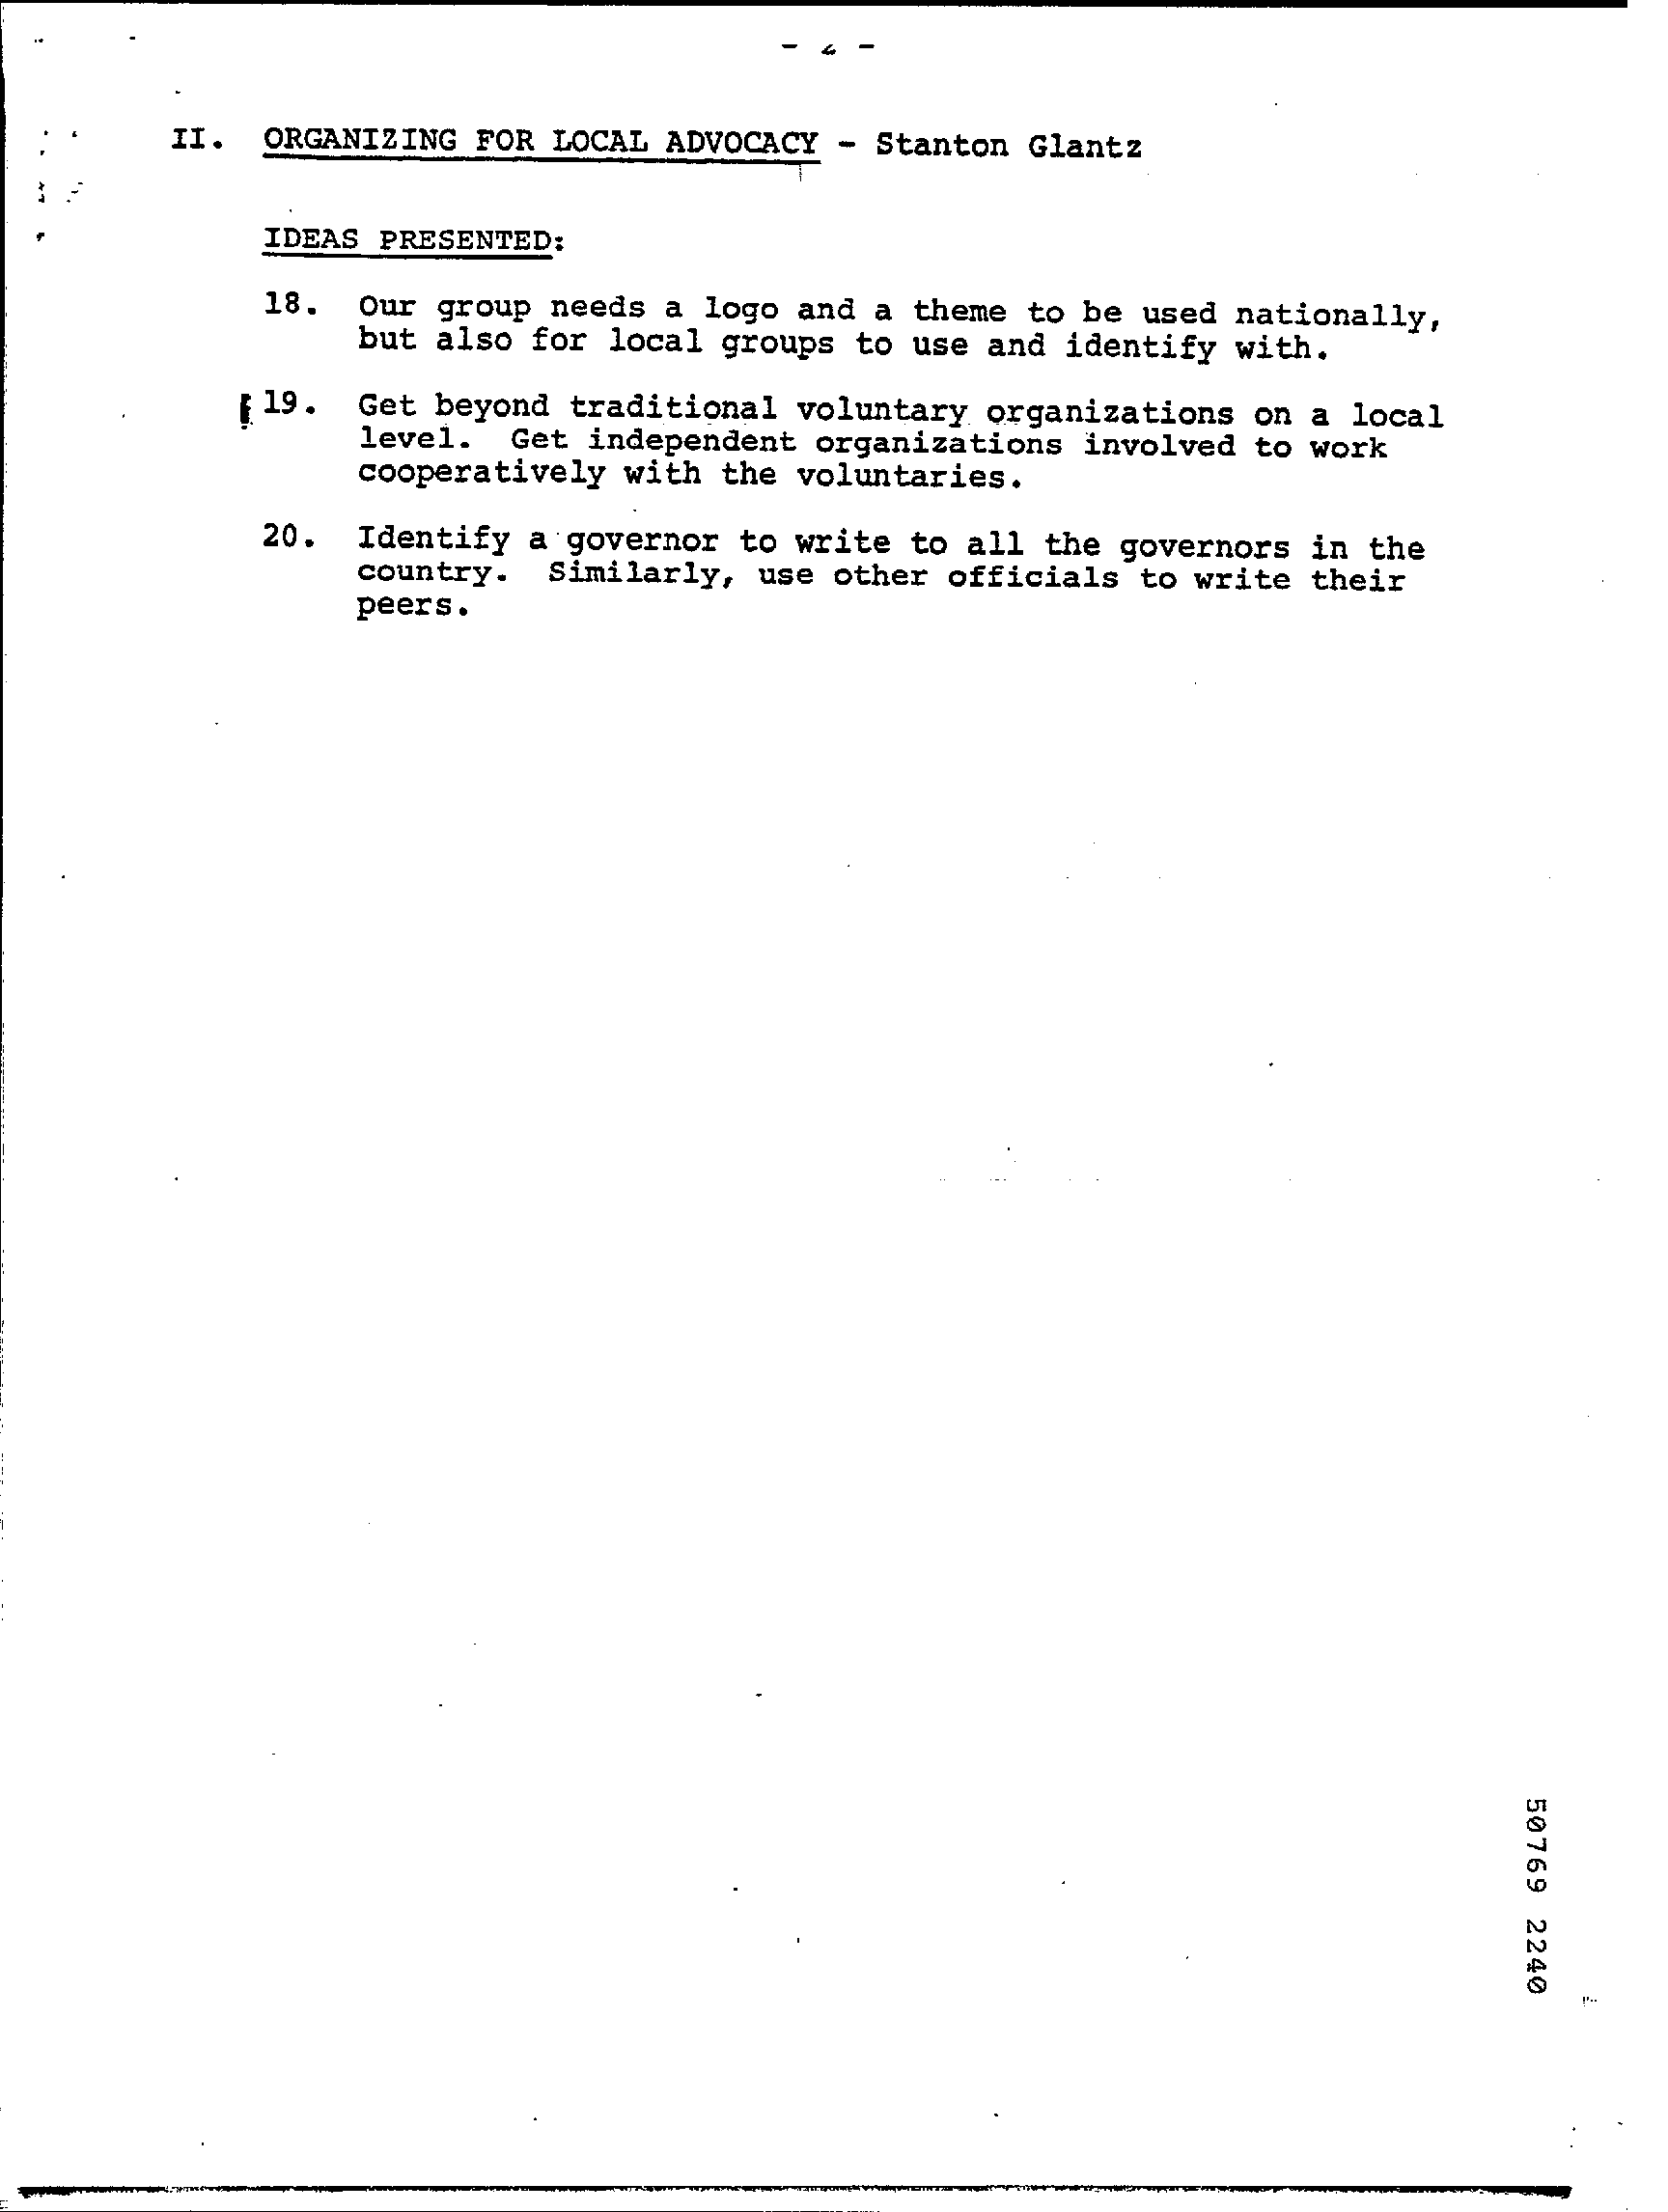 II. ORGANIZING FOR LOCAL ADVOCACY - Stanton Glantz
IDEAS PRESENTED:
18. Our group needs a logo and a theme to be used nationally,
but also for local groups to use and identify with.
19. Get beyond traditional voluntary organizations on a local
level. Get independent organizations involved to work
cooperatively with the voluntaries.
20. Identify a governor to write to all the governors in the
country. Similarly, use other officials to write their
peers.
50769 2240